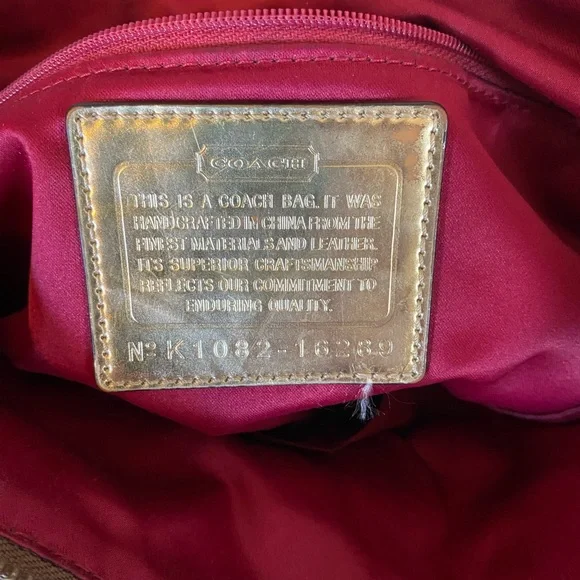 COACH
THIS IS A COACH BAG. IT WAS
HANDCRAFTED IN CHINA FROM THE
FINEST MATERIALS AND LEATHER.
ITS SUPERIOR CRAFTSMANSHIP
REFLECTS OUR COMMITMENT TO
ENDURING QUALITY.
Nº K1082-16269